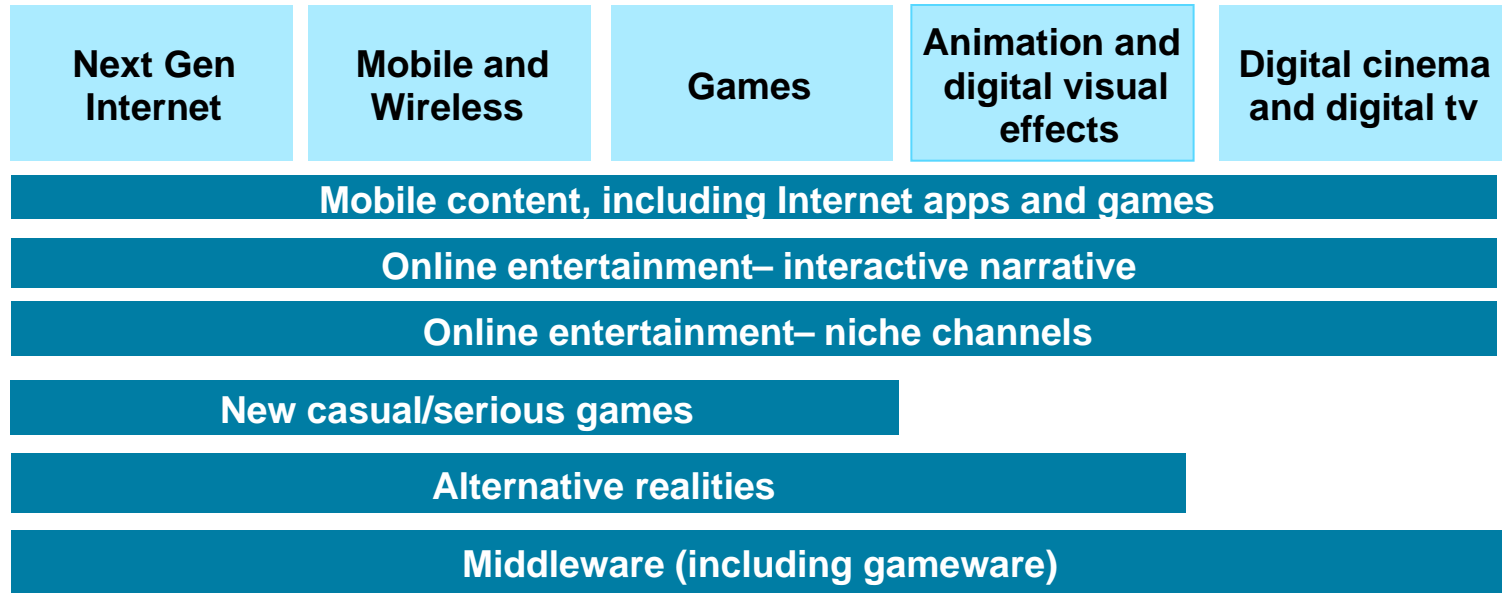 Next Gen
Internet
Mobile and
Wireless
Games
Animation and
digital visual
effects
Digital cinema
and digital tv
Mobile content, including Internet apps and games
Online entertainment– interactive narrative
Online entertainment– niche channels
New casual/serious games
Alternative realities
Middleware (including gameware)